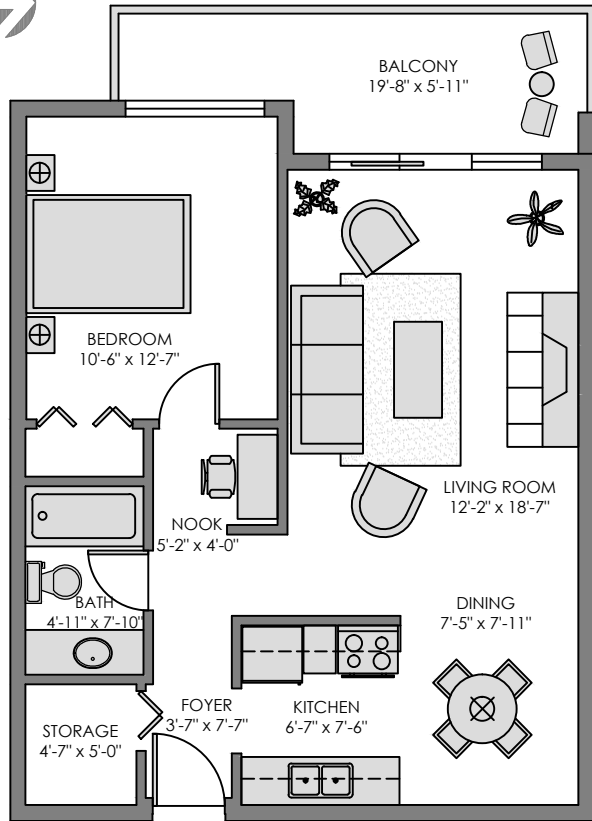 BALCONY
19'-8" x 5'-11"
BEDROOM
10'-6" x 12'-7"
LIVING ROOM
12'-2" x 18'-7"
NOOK
5'-2" x 4'-0"
BATH
4'-11" x 7'-10"
DINING
7'-5" x 7'-11"
FOYER
3'-7" x 7'-7"
KITCHEN
6'-7" x 7'-6"
STORAGE
4'-7" x 5'-0"